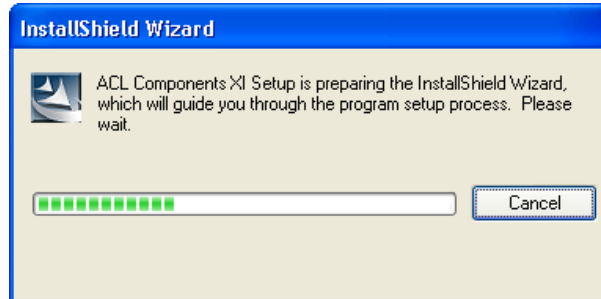 InstallShield Wizard
ACL Components XI Setup is preparing the InstallShield Wizard,
which will guide you through the program setup process. Please
wait.
Cancel